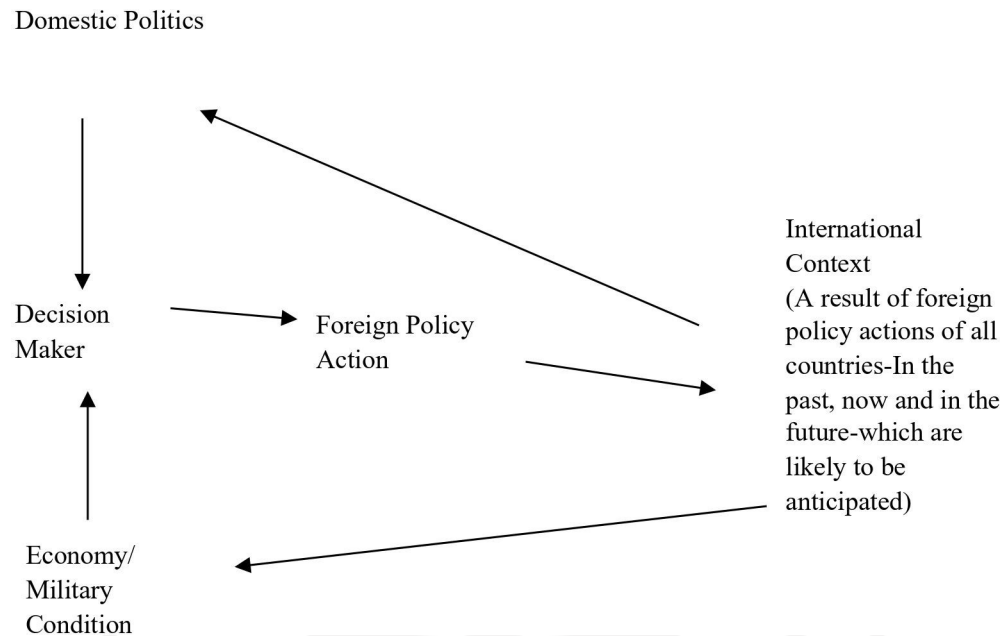 Domestic Politics
Decision
Maker
Foreign Policy
Action
International
Context
(A result of foreign
policy actions of all
countries-In the
past, now and in the
future-which are
likely to be
anticipated)
Economy/
Military
Condition